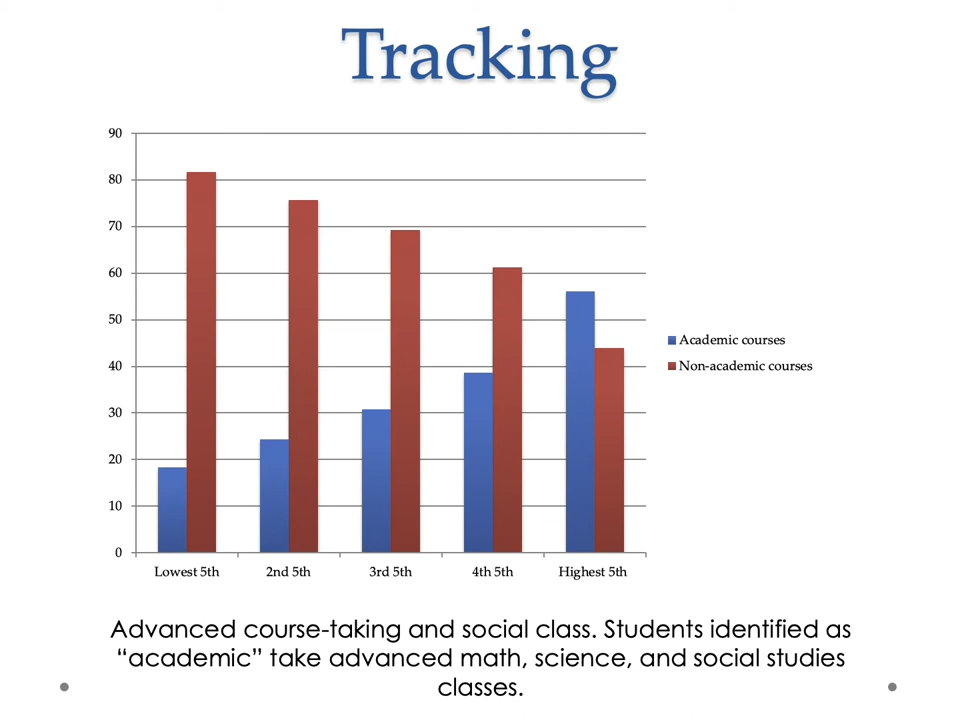 Tracking
90
80
70
60
50
40
30
20
10
0
Lowest 5th 2nd 5th 3rd 5th 4th 5th Highest 5th
Academic courses
Non-academic courses
Advanced course-taking and social class. Students identified as
“academic” take advanced math, science, and social studies
classes.